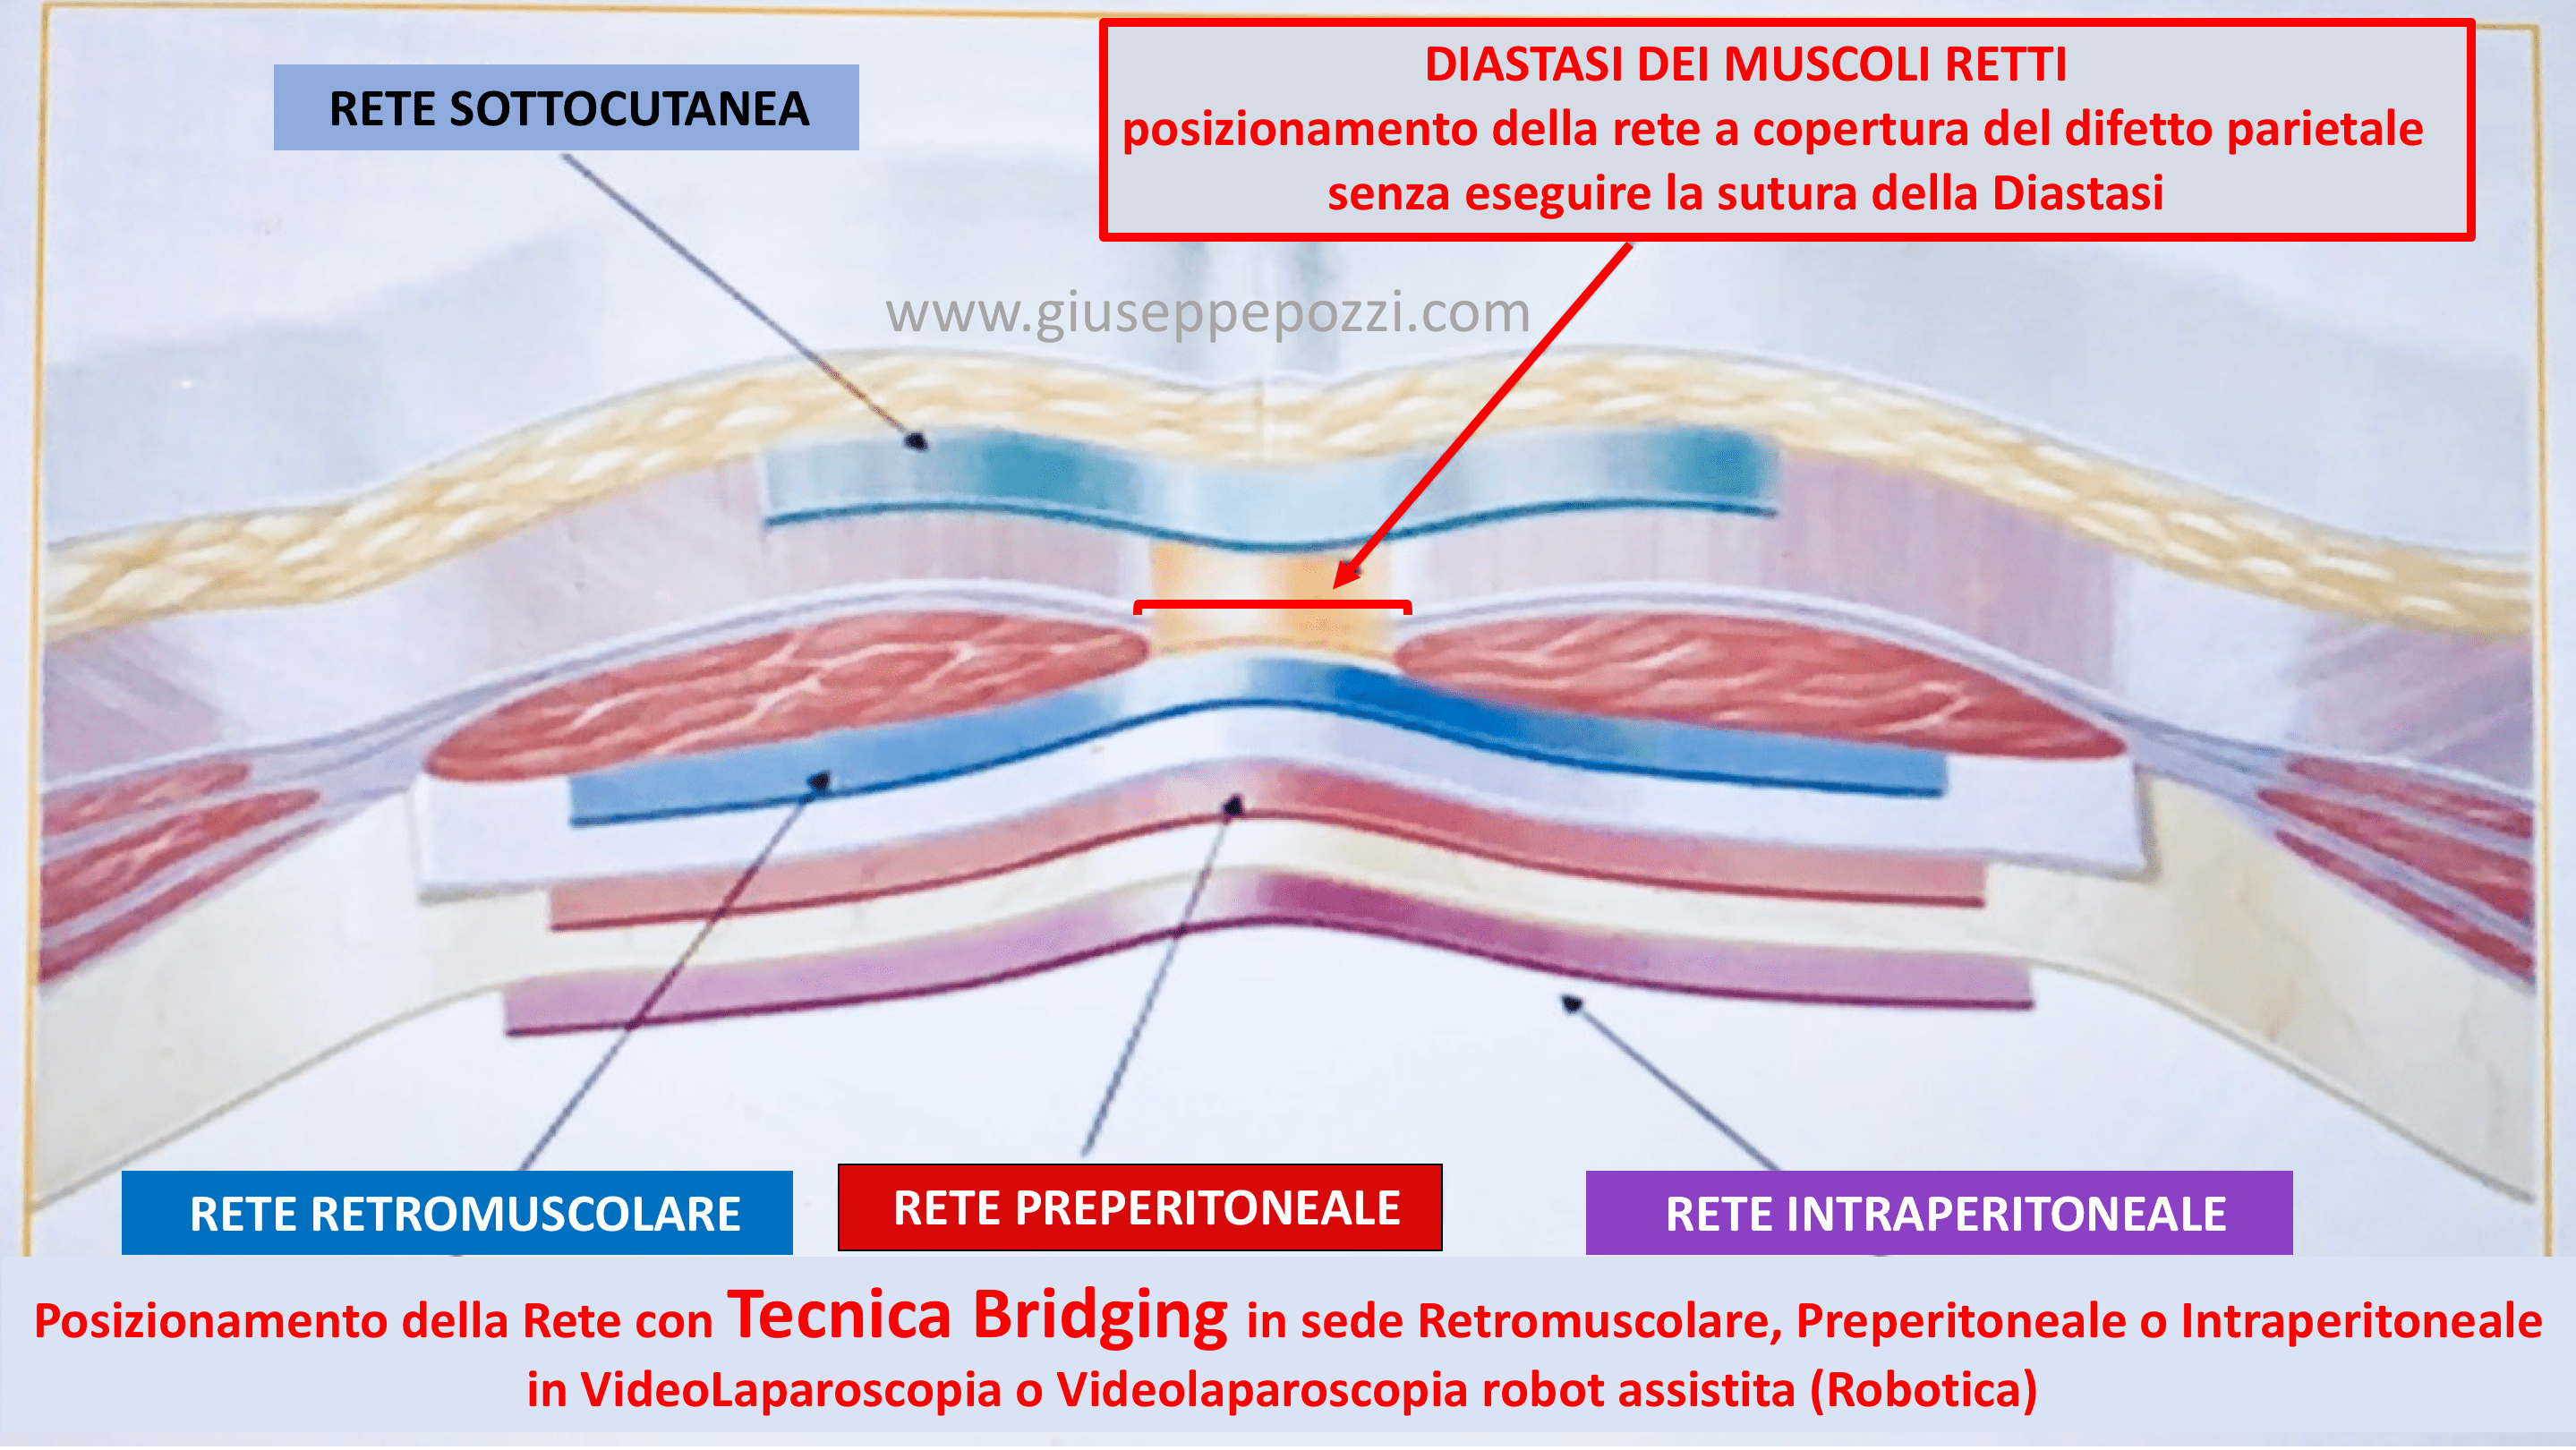 RETE SOTTOCUTANEA
DIASTASI DEI MUSCOLI RETTI
posizionamento della rete a copertura del difetto parietale
senza eseguire la sutura della Diastasi
www.giuseppepozzi.com
RETE RETROMUSCOLARE
RETE PREPERITONEALE
RETE INTRAPERITONEALE
Posizionamento della Rete con Tecnica Bridging in sede Retromuscolare, Preperitoneale o Intraperitoneale
in VideoLaparoscopia o Videolaparoscopia robot assistita (Robotica)